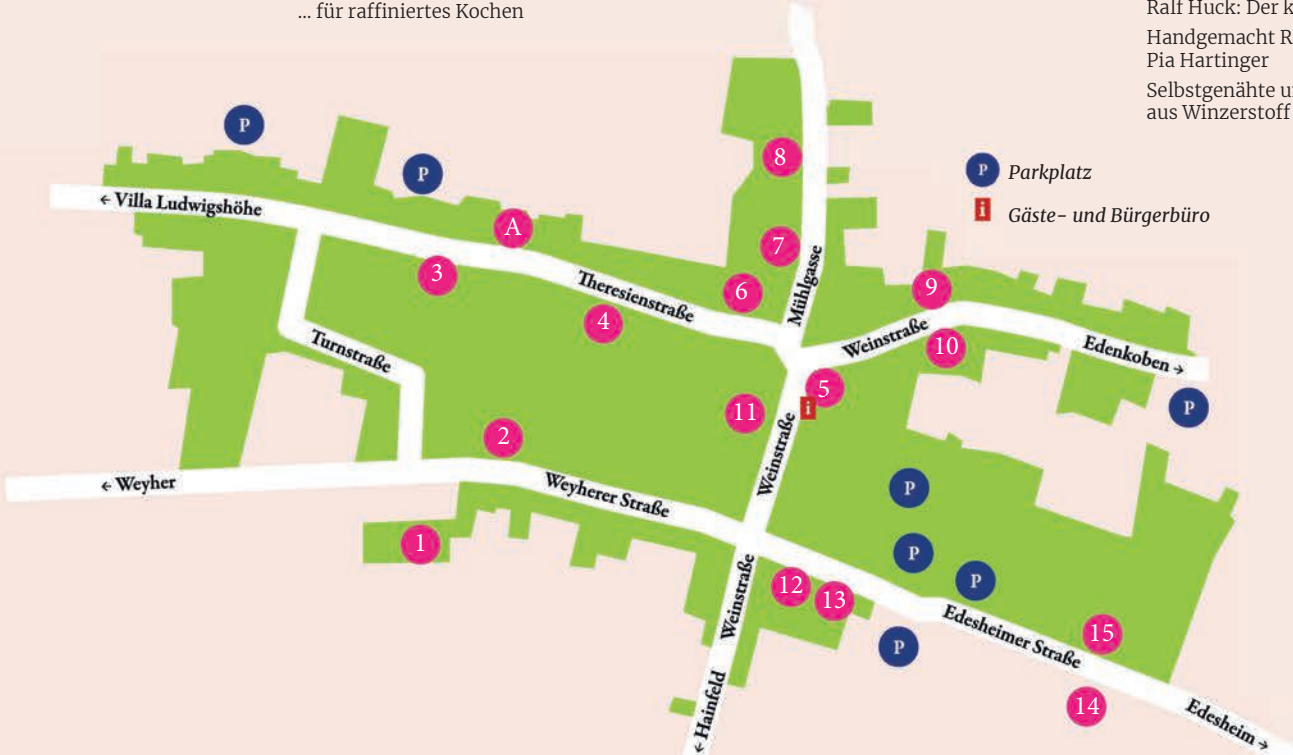 ... für raffiniertes Kochen
Ralf Huck: Der k
Handgemacht R
Pia Hartinger
Selbstgenähte u
aus Winzerstoff
P
P
P Parkplatz
i Gäste- und Bürgerbüro
← Villa Ludwigshöhe
A
3
Theresienstraße
4
6
7
8
Mühlgasse
9
Weinstraße
10
Edenkoben →
P
Turnstraße
5
i
11
Weinstraße
2
← Weyher
Weyherer Straße
1
P
P
P
12
13
Weinstraße
P
Edesheimer Straße
15
14
← Hainfeld
Edesheim →